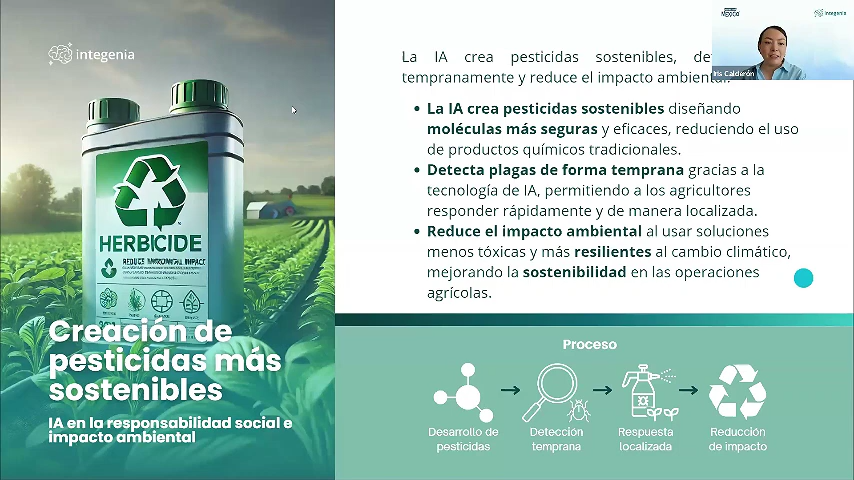 integenia
HERBICIDE
Creación de
pesticidas más
sostenibles
IA en la responsabilidad social e
impacto ambiental
La IA crea pesticidas sostenibles,
tempranamente y reduce el impacto ambiental.
• La IA crea pesticidas sostenibles diseñando
moléculas más seguras y eficaces, reduciendo el uso
de productos químicos tradicionales.
• Detecta plagas de forma temprana gracias a la
tecnología de IA, permitiendo a los agricultores
responder rápidamente y de manera localizada.
• Reduce el impacto ambiental al usar soluciones
menos tóxicas y más resilientes al cambio climático,
mejorando la sostenibilidad en las operaciones
agrícolas.
MÉXICO
integenia
Iris Calderón
Proceso
Desarrollo de
pesticidas
Detección
temprana
Respuesta
localizada
Reducción
de impacto